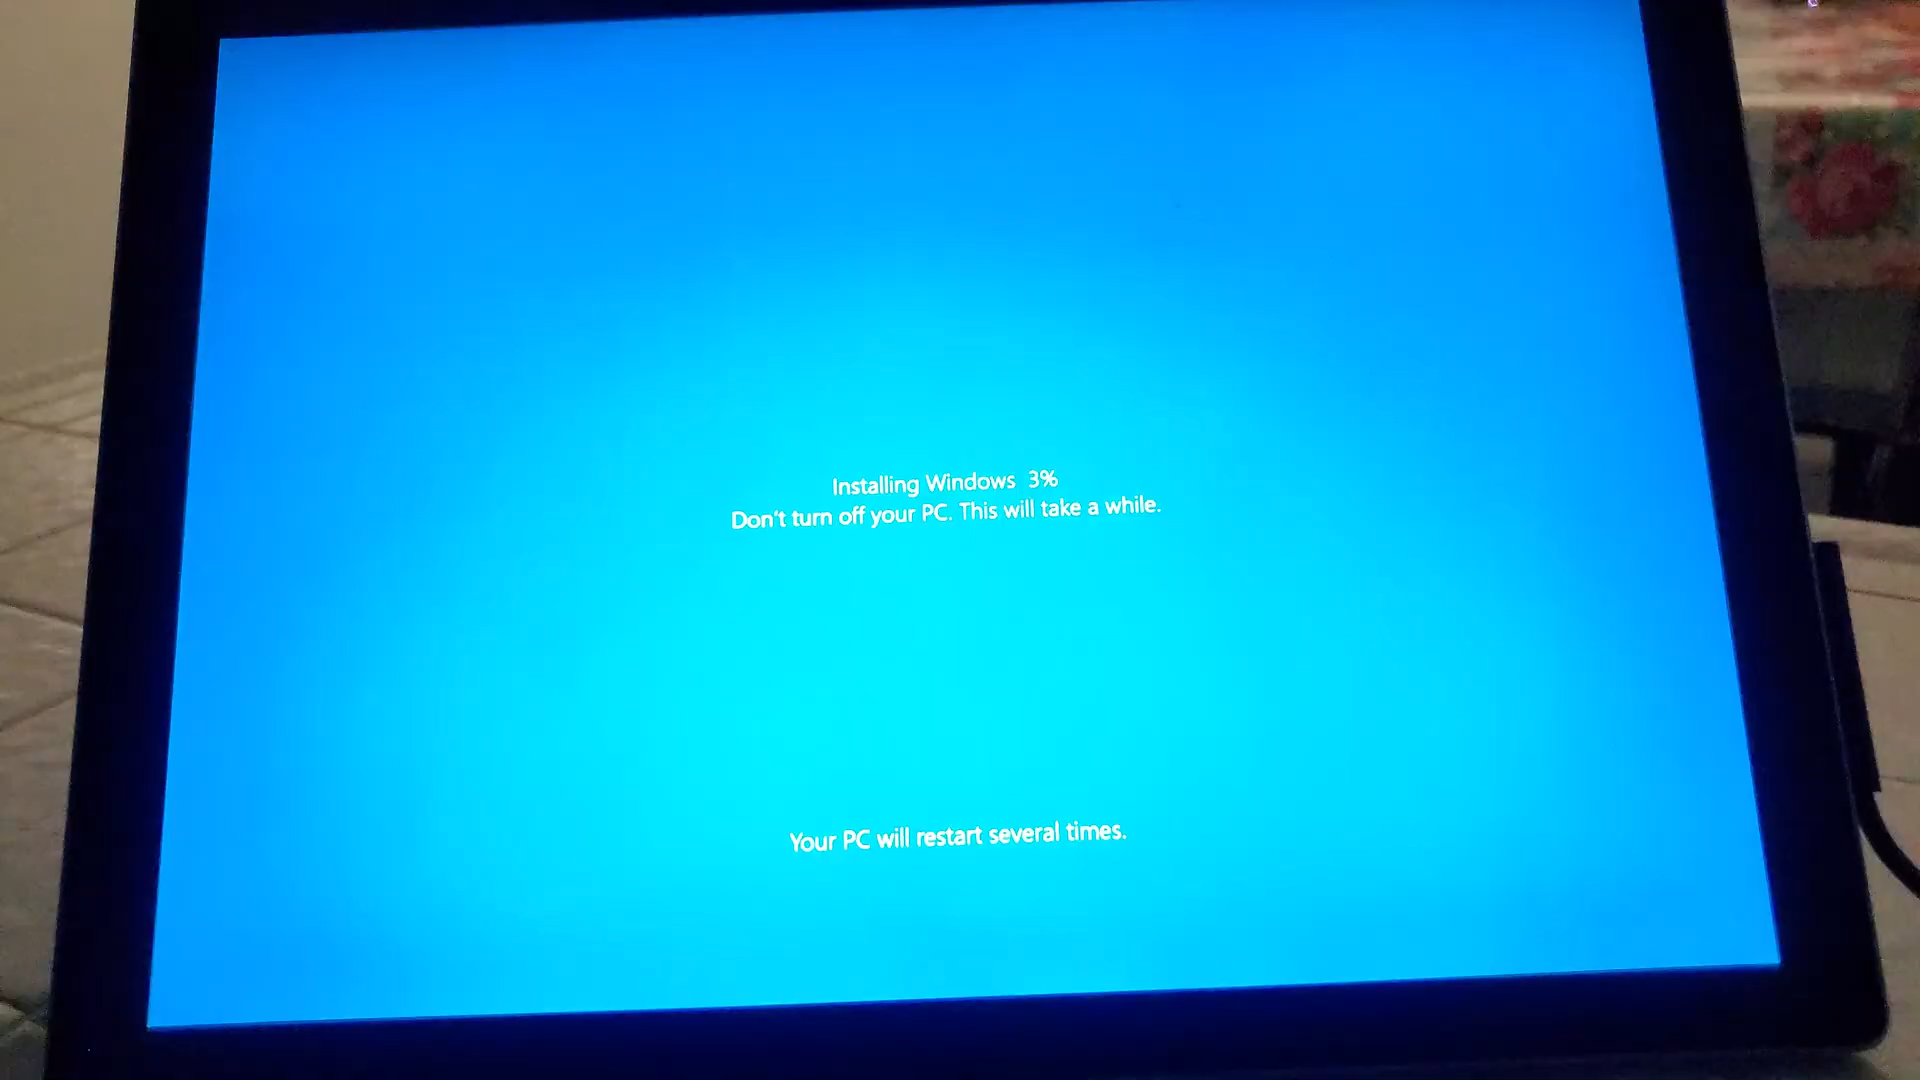 Installing Windows 3%
Don't turn off your PC. This will take a while.
Your PC will restart several times.